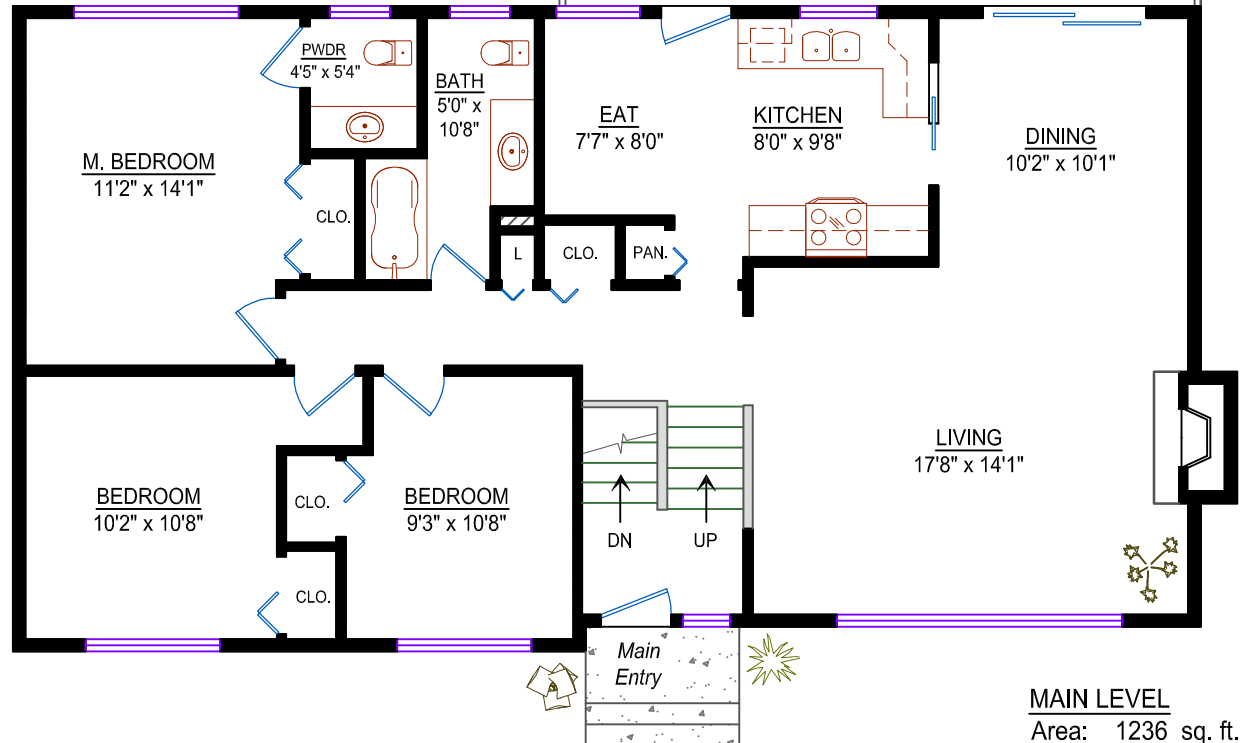 PWDR
4'5" x 5'4"
BATH
5'0" x
10'8"
EAT
7'7" x 8'0"
KITCHEN
8'0" x 9'8"
DINING
10'2" x 10'1"
M. BEDROOM
11'2" x 14'1"
CLO.
L
CLO.
PAN.
LIVING
17'8" x 14'1"
BEDROOM
10'2" x 10'8"
CLO.
BEDROOM
9'3" x 10'8"
DN
UP
CLO.
Main
Entry
MAIN LEVEL
Area: 1236 sq. ft.